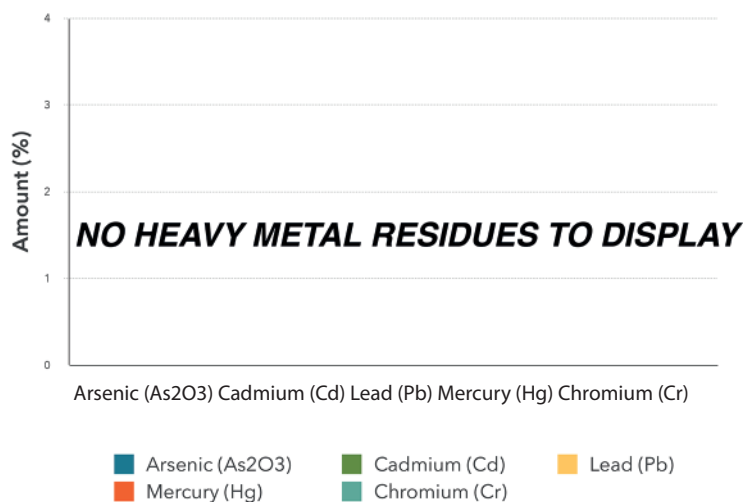 4
3
2
1
0
Amount (%)
NO HEAVY METAL RESIDUES TO DISPLAY
Arsenic (As2O3) Cadmium (Cd) Lead (Pb) Mercury (Hg) Chromium (Cr)
Arsenic (As2O3) Cadmium (Cd) Lead (Pb)
Mercury (Hg) Chromium (Cr)